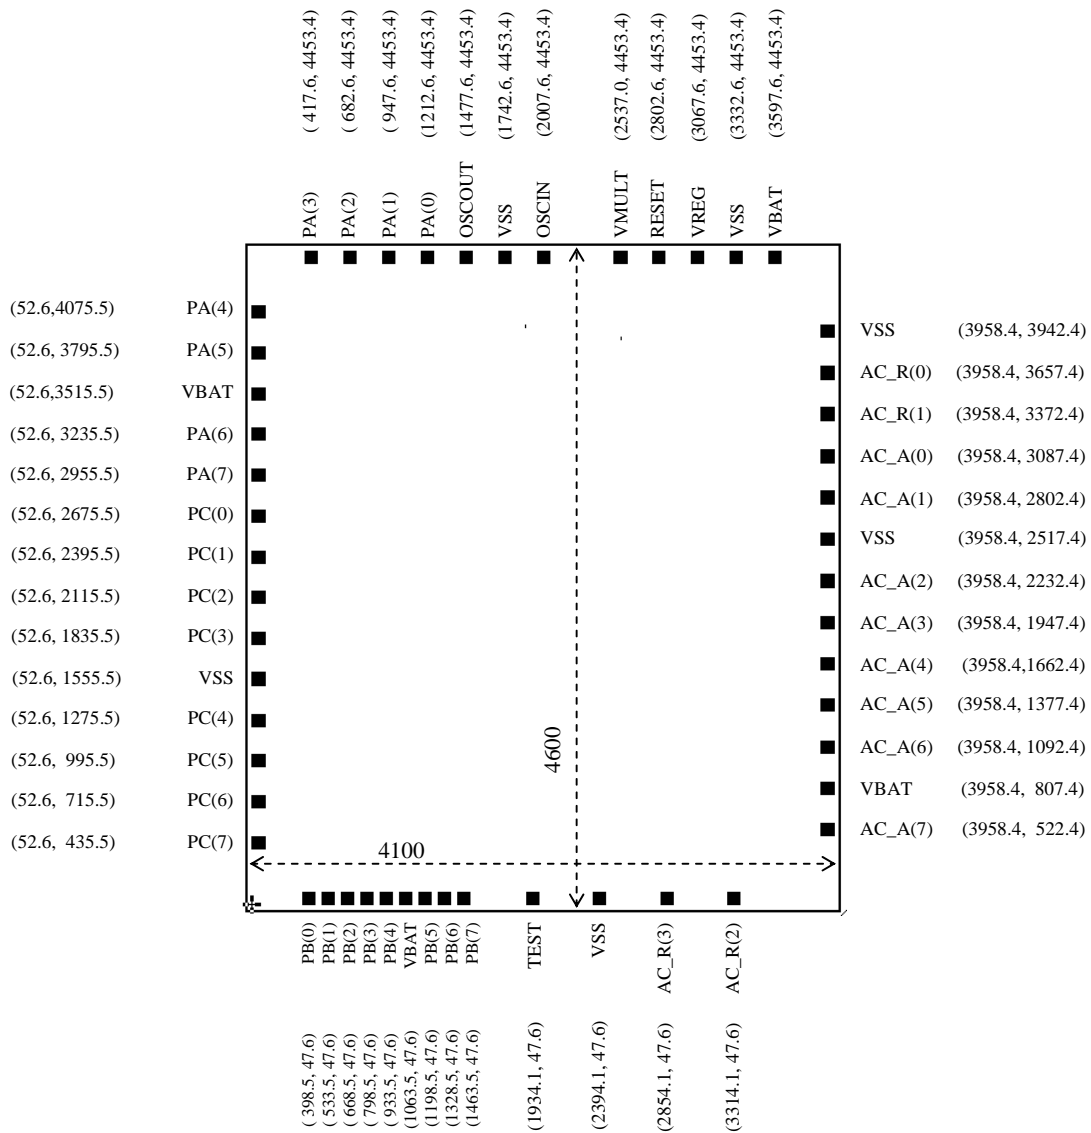 ( 417.6, 4453.4)
( 682.6, 4453.4)
( 947.6, 4453.4)
(1212.6, 4453.4)
(1477.6, 4453.4)
(1742.6, 4453.4)
(2007.6, 4453.4)
(2537.0, 4453.4)
(2802.6, 4453.4)
(3067.6, 4453.4)
(3332.6, 4453.4)
(3597.6, 4453.4)
PA(3)
PA(2)
PA(1)
PA(0)
OSCOUT
VSS
OSCIN
VMULT
RESET
VREG
VSS
VBAT
(52.6,4075.5) PA(4)
(52.6, 3795.5) PA(5)
(52.6,3515.5) VBAT
(52.6, 3235.5) PA(6)
(52.6, 2955.5) PA(7)
(52.6, 2675.5) PC(0)
(52.6, 2395.5) PC(1)
(52.6, 2115.5) PC(2)
(52.6, 1835.5) PC(3)
(52.6, 1555.5) VSS
(52.6, 1275.5) PC(4)
(52.6, 995.5) PC(5)
(52.6, 715.5) PC(6)
(52.6, 435.5) PC(7)
VSS (3958.4, 3942.4)
AC_R(0) (3958.4, 3657.4)
AC_R(1) (3958.4, 3372.4)
AC_A(0) (3958.4, 3087.4)
AC_A(1) (3958.4, 2802.4)
VSS (3958.4, 2517.4)
AC_A(2) (3958.4, 2232.4)
AC_A(3) (3958.4, 1947.4)
AC_A(4) (3958.4,1662.4)
AC_A(5) (3958.4, 1377.4)
AC_A(6) (3958.4, 1092.4)
VBAT (3958.4, 807.4)
AC_A(7) (3958.4, 522.4)
4600
4100
PB(0)
PB(1)
PB(2)
PB(3)
PB(4)
VBAT
PB(5)
PB(6)
PB(7)
TEST
VSS
AC_R(3)
AC_R(2)
( 398.5, 47.6)
( 533.5, 47.6)
( 668.5, 47.6)
( 798.5, 47.6)
( 933.5, 47.6)
(1063.5, 47.6)
(1198.5, 47.6)
(1328.5, 47.6)
(1463.5, 47.6)
(1934.1, 47.6)
(2394.1, 47.6)
(2854.1, 47.6)
(3314.1, 47.6)